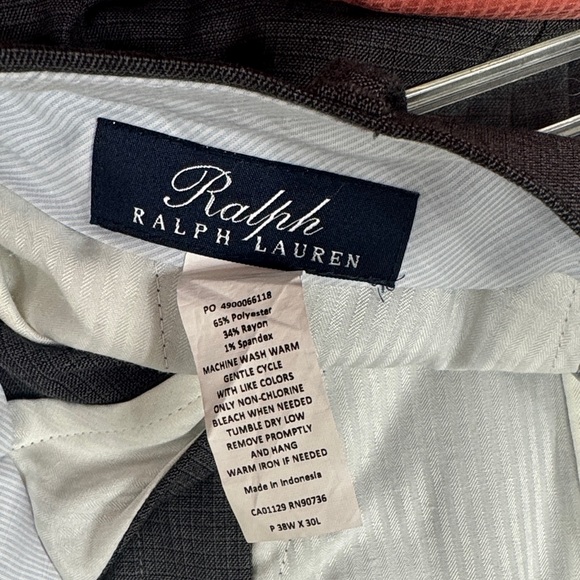 Ralph
RALPH LAUREN
PO 4900066118
65% Polyester
34% Rayon
1% Spandex
MACHINE WASH WARM
GENTLE CYCLE
WITH LIKE COLORS
ONLY NON-CHLORINE
BLEACH WHEN NEEDED
TUMBLE DRY LOW
REMOVE PROMPTLY
AND HANG
WARM IRON IF NEEDED
Made in Indonesia
CA01129 RN90736
P 38W X 30L